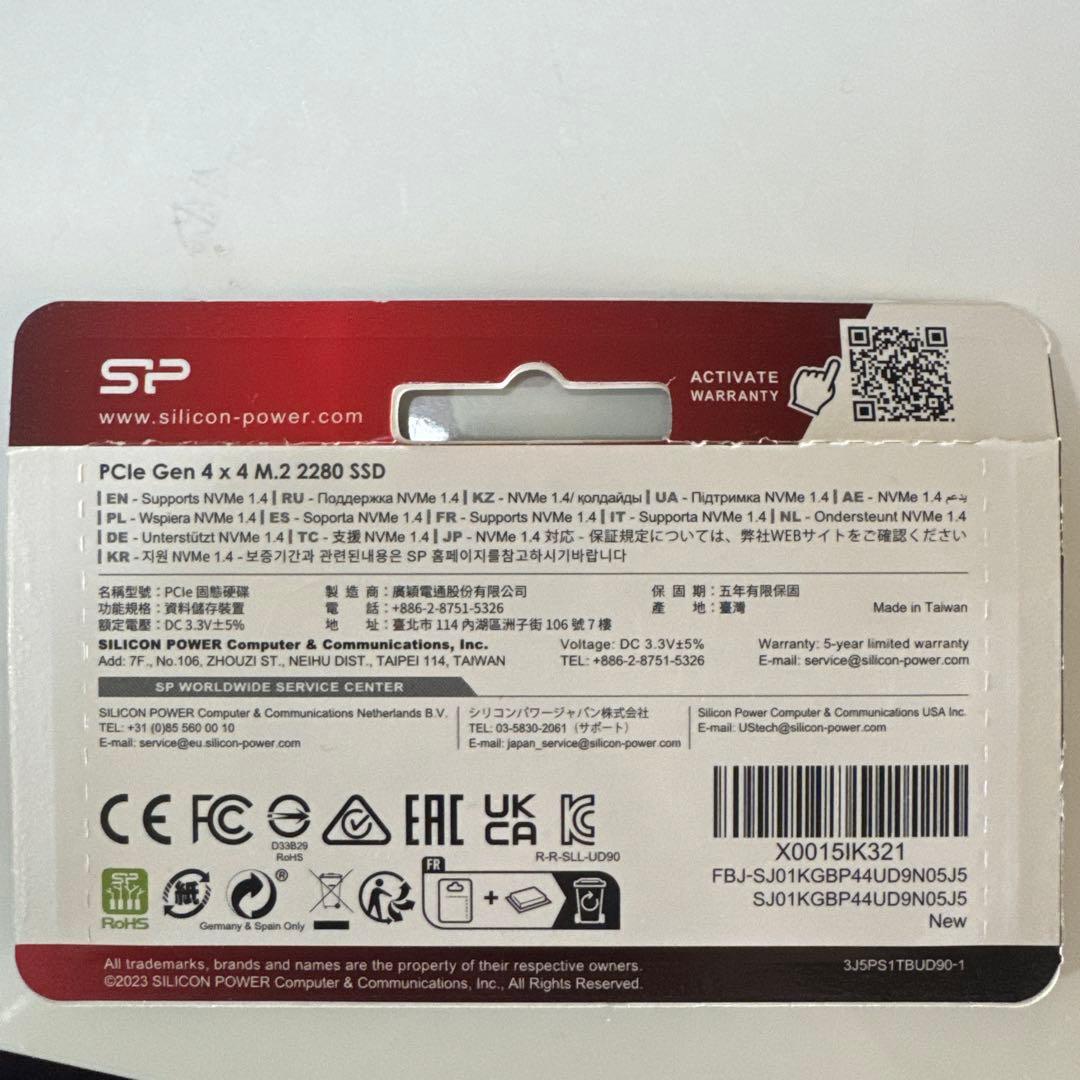 SP
www.silicon-power.com
ACTIVATE
WARRANTY
PCIe Gen 4 x 4 M.2 2280 SSD
| EN - Supports NVMe 1.4 | RU - Поддержка NVMe 1.4 | KZ - NVMe 1.4/ қолдайды | UA - Підтримка NVMe 1.4 | AE - NVMe 1.4 يدعم
| PL - Wspiera NVMe 1.4 | ES - Soporta NVMe 1.4 | FR - Supports NVMe 1.4 | IT - Supporta NVMe 1.4 | NL - Ondersteunt NVMe 1.4
| DE - Unterstützt NVMe 1.4 | TC - 支援 NVMe 1.4 | JP - NVMe 1.4 対応 - 保証規定については、弊社WEBサイトをご確認ください
| KR - 지원 NVMe 1.4 - 보증기간과 관련된내용은 SP 홈페이지를참고하시기바랍니다
名稱型號：PCIe 固態硬碟 製造商：廣穎電通股份有限公司 保固期：五年有限保固
功能規格：資料儲存裝置 電話：+886-2-8751-5326 產地：臺灣 Made in Taiwan
額定電壓：DC 3.3V±5% 地址：臺北市 114 內湖區洲子街 106 號 7 樓
SILICON POWER Computer & Communications, Inc. Voltage: DC 3.3V±5% Warranty: 5-year limited warranty
Add: 7F., No.106, ZHOUZI ST., NEIHU DIST., TAIPEI 114, TAIWAN TEL: +886-2-8751-5326 E-mail: service@silicon-power.com
SP WORLDWIDE SERVICE CENTER
SILICON POWER Computer & Communications Netherlands B.V.
TEL: +31 (0)85 560 00 10
E-mail: service@eu.silicon-power.com
シリコンパワージャパン株式会社
TEL: 03-5830-2061（サポート）
E-mail: japan_service@silicon-power.com
Silicon Power Computer & Communications USA Inc.
E-mail: UStech@silicon-power.com
CE FC D33B29 RoHS EAC UK CA KC
R-R-SLL-UD90
X0015IK321
FBJ-SJ01KGBP44UD9N05J5
SJ01KGBP44UD9N05J5
New
SP RoHS
紙
®
Germany & Spain Only
FR
+
All trademarks, brands and names are the property of their respective owners.
©2023 SILICON POWER Computer & Communications, Inc., All Rights Reserved.
3J5PS1TBUD90-1